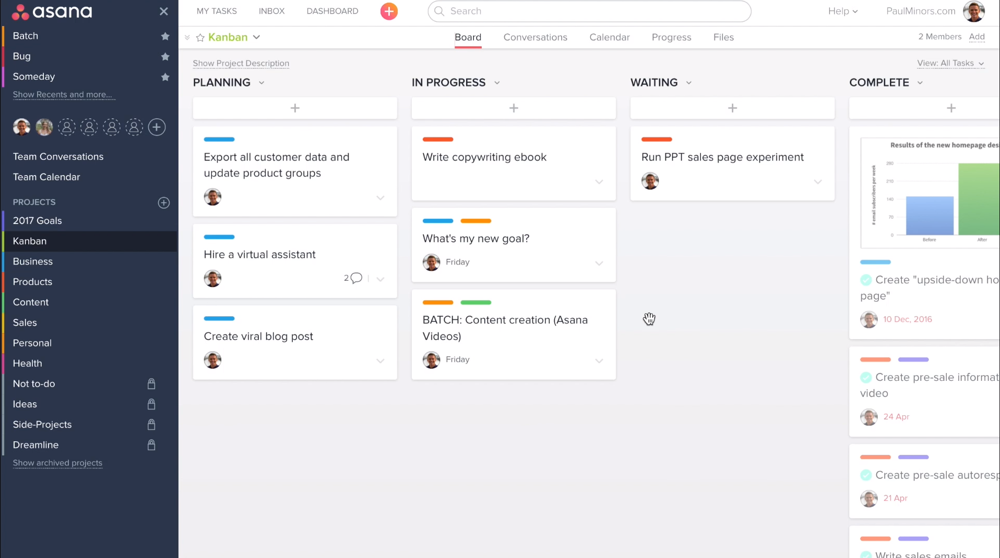 asana
MY TASKS
INBOX
DASHBOARD
Search
Help
PaulMinors.com
Batch
Bug
Someday
Show Recents and more...
Team Conversations
Team Calendar
PROJECTS
2017 Goals
Kanban
Business
Products
Content
Sales
Personal
Health
Not to-do
Ideas
Side-Projects
Dreamline
Show archived projects
Kanban
Board
Conversations
Calendar
Progress
Files
2 Members
Add
Show Project Description
View: All Tasks
PLANNING
Export all customer data and
update product groups
Hire a virtual assistant
2
Create viral blog post
IN PROGRESS
Write copywriting ebook
What's my new goal?
Friday
BATCH: Content creation (Asana
Videos)
Friday
WAITING
Run PPT sales page experiment
COMPLETE
Results of the new homepage des
# email subscribers per week
280
210
140
70
0
Before
After
Create "upside-down ho
page"
10 Dec, 2016
Create pre-sale informat
video
24 Apr
Create pre-sale autoresp
21 Apr
Write sales emails